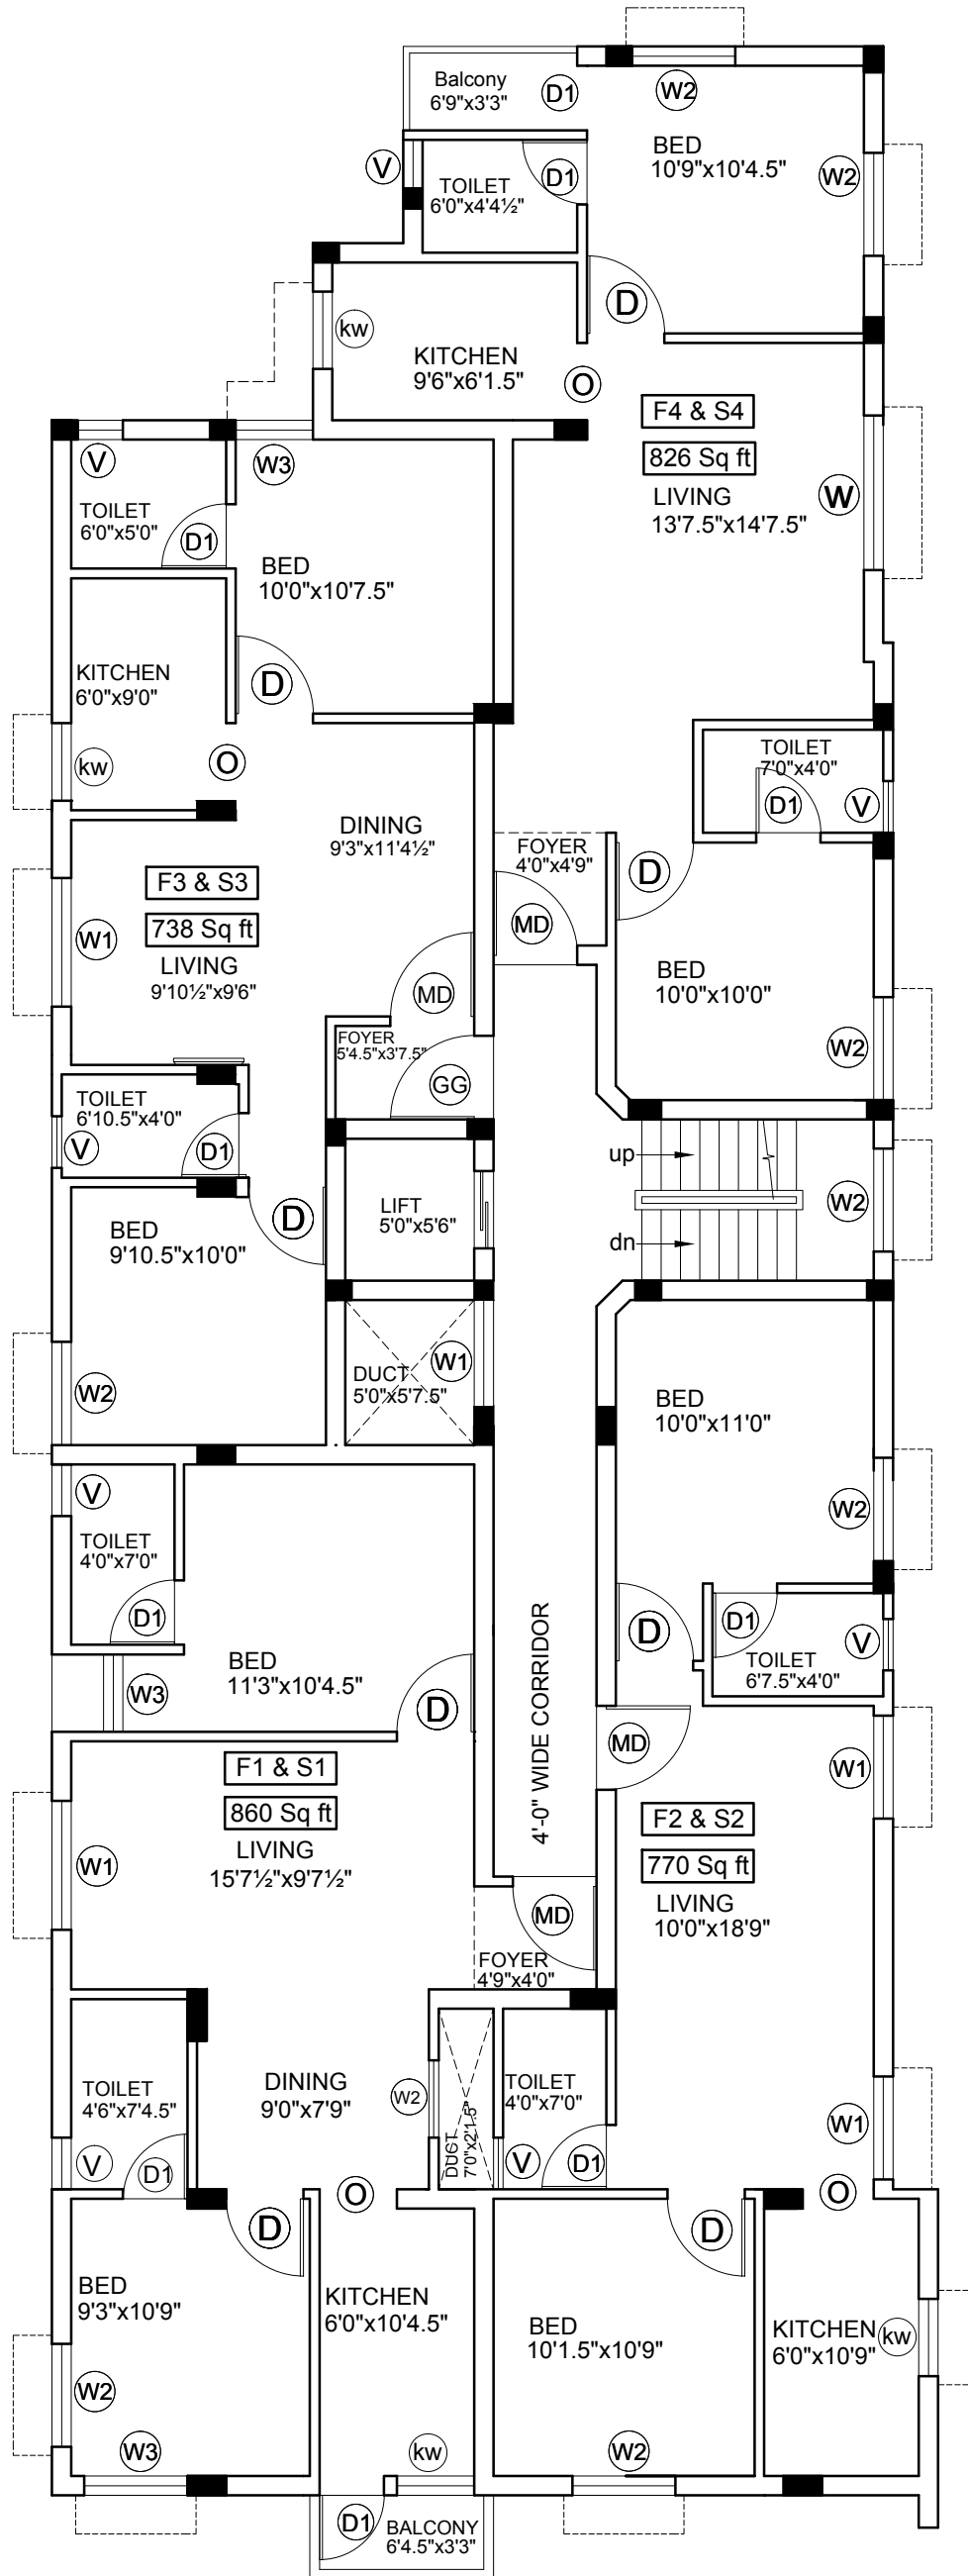 Balcony
6'9"x3'3"
D1
W2
BED
10'9"x10'4.5"
W2
V
TOILET
6'0"x4'4½"
D1
D
kw
KITCHEN
9'6"x6'1.5"
O
F4 & S4
826 Sq ft
LIVING
13'7.5"x14'7.5"
W
V
W3
TOILET
6'0"x5'0"
D1
BED
10'0"x10'7.5"
KITCHEN
6'0"x9'0"
D
kw
O
TOILET
7'0"x4'0"
D1
V
DINING
9'3"x11'4½"
FOYER
4'0"x4'9"
D
F3 & S3
738 Sq ft
LIVING
9'10½"x9'6"
W1
MD
MD
BED
10'0"x10'0"
W2
FOYER
5'4.5"x3'7.5"
GG
TOILET
6'10.5"x4'0"
V
D1
up
W2
dn
LIFT
5'0"x5'6"
D
BED
9'10.5"x10'0"
W2
DUCT
5'0"x5'7.5"
W1
BED
10'0"x11'0"
W2
V
TOILET
4'0"x7'0"
D1
D
D1
V
TOILET
6'7.5"x4'0"
BED
11'3"x10'4.5"
W3
D
4'-0" WIDE CORRIDOR
MD
W1
F1 & S1
860 Sq ft
LIVING
15'7½"x9'7½"
W1
F2 & S2
770 Sq ft
LIVING
10'0"x18'9"
MD
FOYER
4'9"x4'0"
TOILET
4'6"x7'4.5"
V
D1
DINING
9'0"x7'9"
W2
DUCT
7'0"x2'1.5"
TOILET
4'0"x7'0"
V
D1
W1
O
O
D
D
BED
9'3"x10'9"
KITCHEN
6'0"x10'4.5"
BED
10'1.5"x10'9"
KITCHEN
6'0"x10'9"
kw
W2
W3
kw
W2
D1
BALCONY
6'4.5"x3'3"